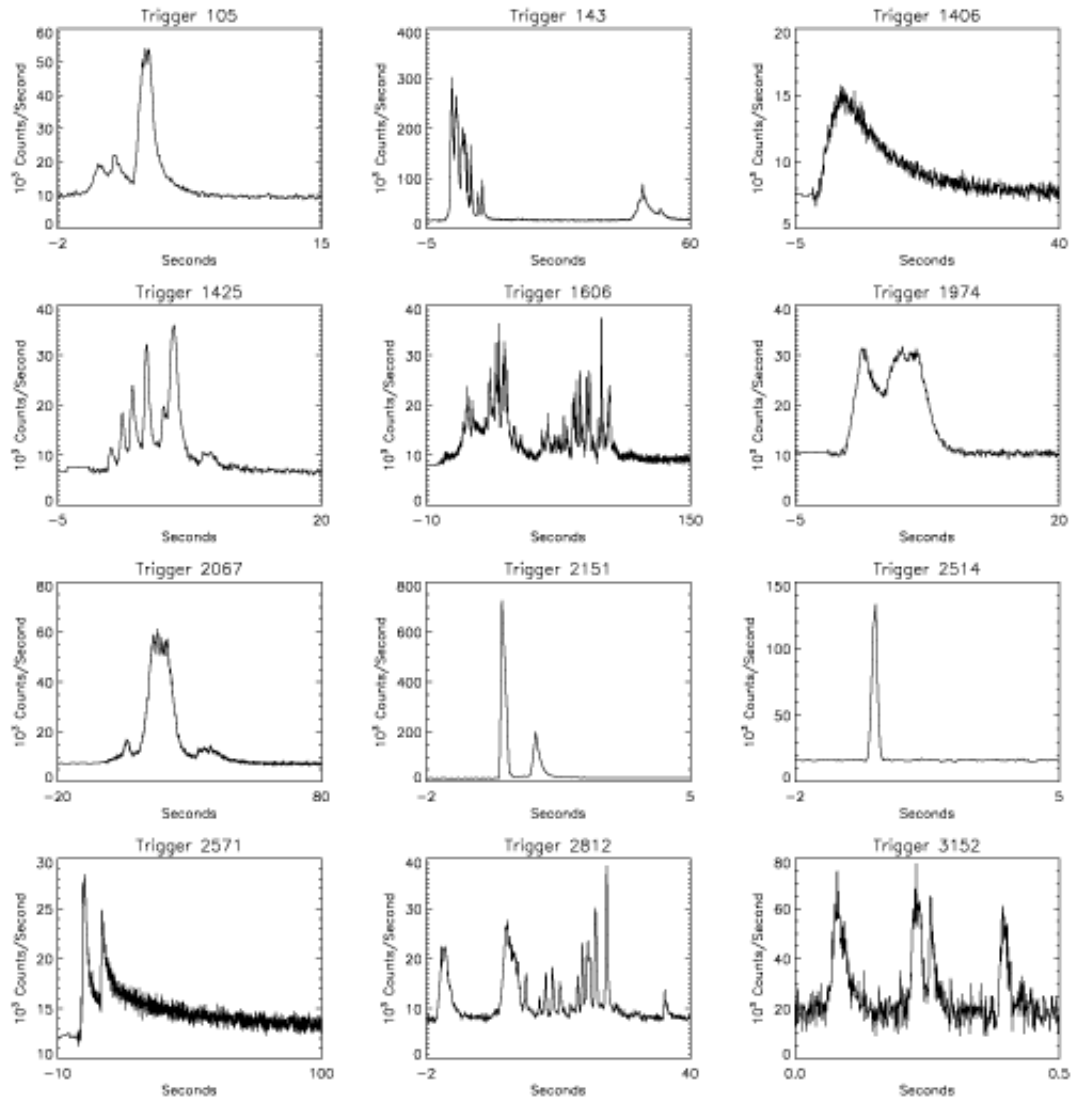 Trigger 105
10³ Counts/Second
60
50
40
30
20
10
0
-2
15
Seconds
Trigger 143
10³ Counts/Second
400
300
200
100
0
-5
60
Seconds
Trigger 1406
10³ Counts/Second
20
15
10
5
-5
40
Seconds
Trigger 1425
10³ Counts/Second
40
30
20
10
0
-5
20
Seconds
Trigger 1606
10³ Counts/Second
40
30
20
10
0
-10
150
Seconds
Trigger 1974
10³ Counts/Second
40
30
20
10
0
-5
20
Seconds
Trigger 2067
10³ Counts/Second
80
60
40
20
0
-20
80
Seconds
Trigger 2151
10³ Counts/Second
800
600
400
200
0
-2
5
Seconds
Trigger 2514
10³ Counts/Second
150
100
50
0
-2
5
Seconds
Trigger 2571
10³ Counts/Second
30
25
20
15
10
-10
100
Seconds
Trigger 2812
10³ Counts/Second
40
30
20
10
0
-2
40
Seconds
Trigger 3152
10³ Counts/Second
80
60
40
20
0
0.0
0.5
Seconds